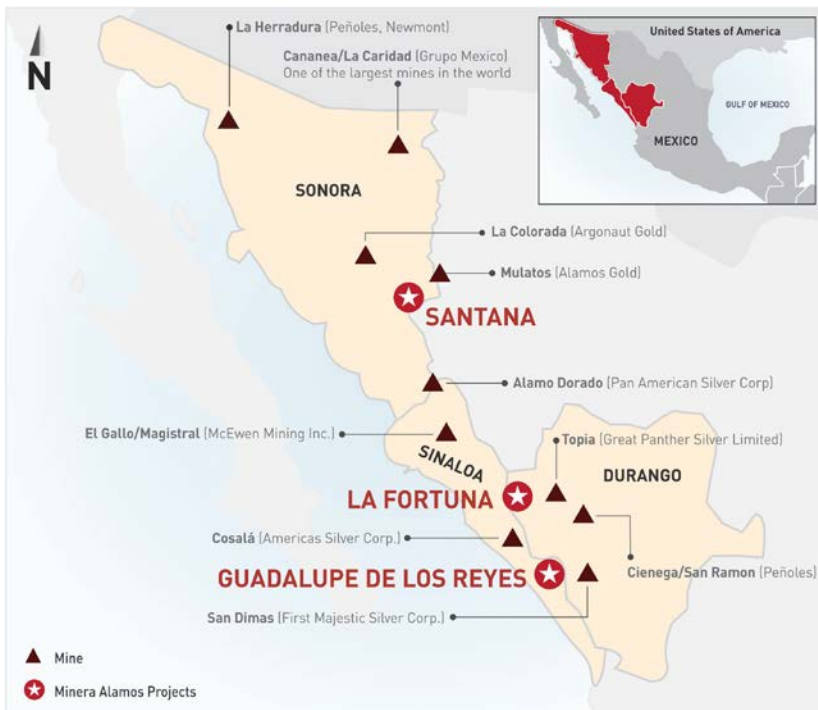 La Herradura (Peñoles, Newmont)
Cananea/La Caridad (Grupo Mexico)
One of the largest mines in the world
N
United States of America
GULF OF MEXICO
MEXICO
SONORA
La Colorada (Argonaut Gold)
Mulatos (Alamos Gold)
SANTANA
Alamo Dorado (Pan American Silver Corp)
El Gallo/Magistral (McEwen Mining Inc.)
Topia (Great Panther Silver Limited)
SINALOA
DURANGO
LA FORTUNA
Cosalá (Americas Silver Corp.)
Cienega/San Ramon (Peñoles)
GUADALUPE DE LOS REYES
San Dimas (First Majestic Silver Corp.)
Mine
Minera Alamos Projects